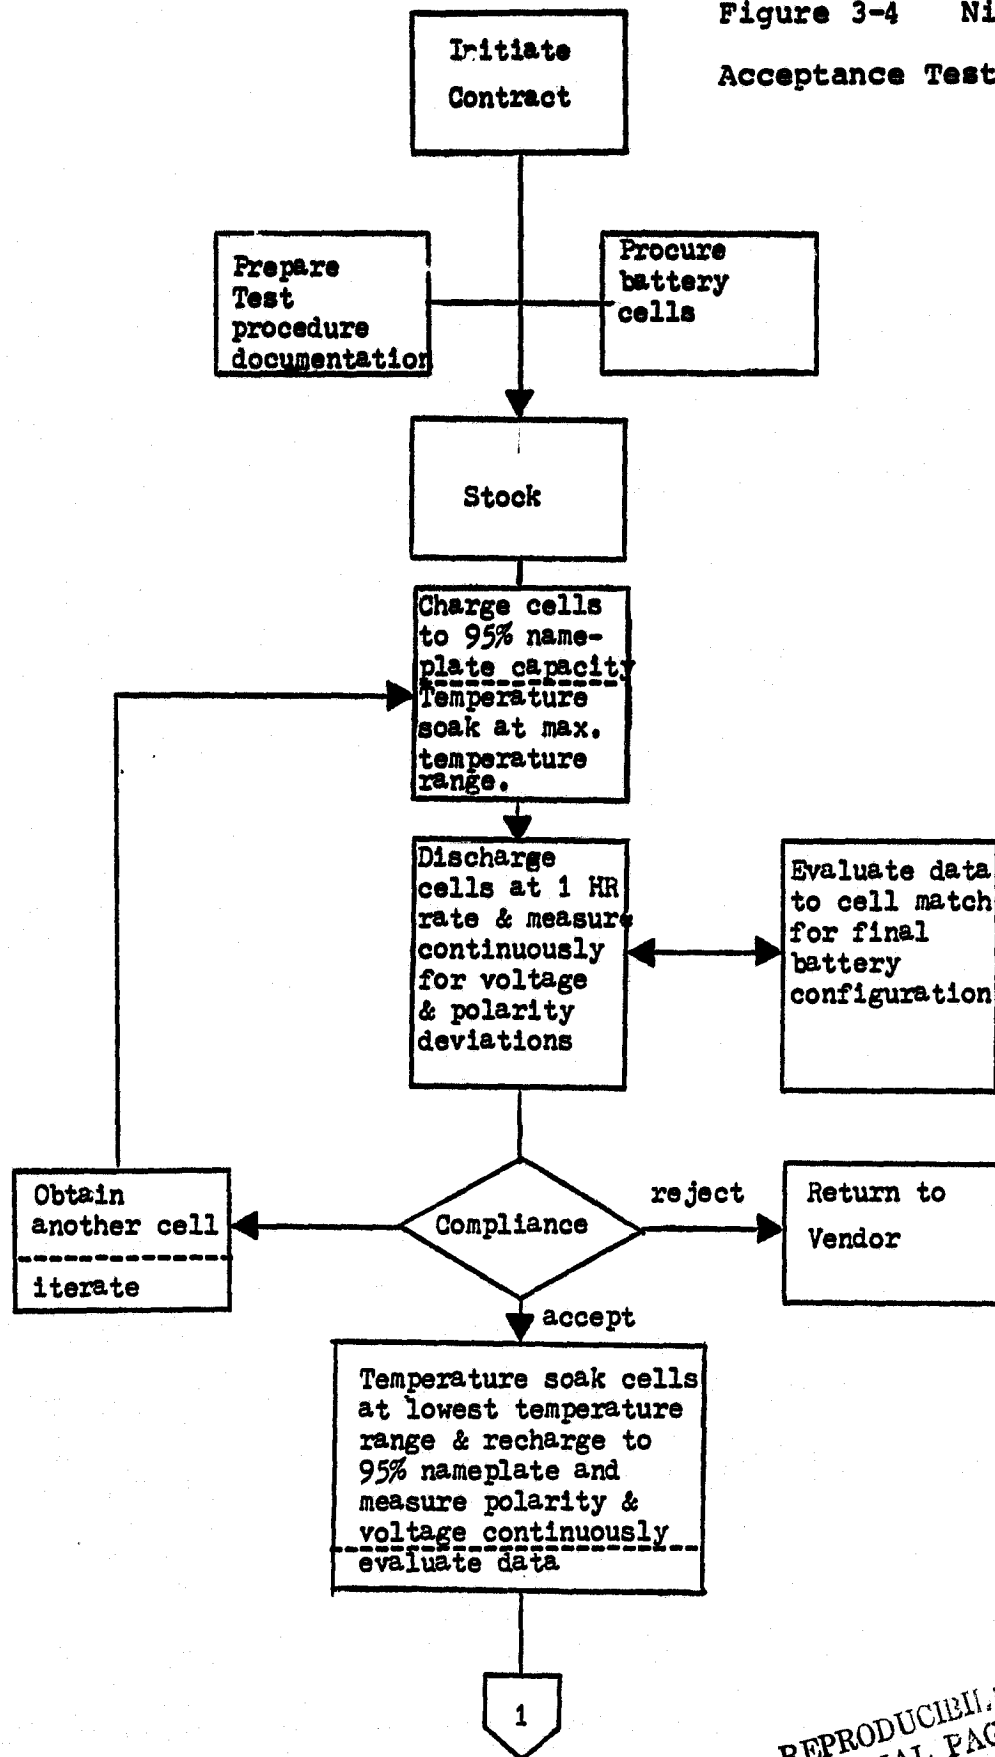 Figure 3-4 Ni
Acceptance Test
Initiate
Contract
Prepare
Test
procedure
documentation
Procure
battery
cells
Stock
Charge cells
to 95% name-
plate capacity
Temperature
soak at max.
temperature
range.
Discharge
cells at 1 HR
rate & measure
continuously
for voltage
& polarity
deviations
Evaluate data
to cell match
for final
battery
configuration
Obtain
another cell
iterate
Compliance
reject
Return to
Vendor
accept
Temperature soak cells
at lowest temperature
range & recharge to
95% nameplate and
measure polarity &
voltage continuously
evaluate data
1
REPRODUCIBIL
PAG